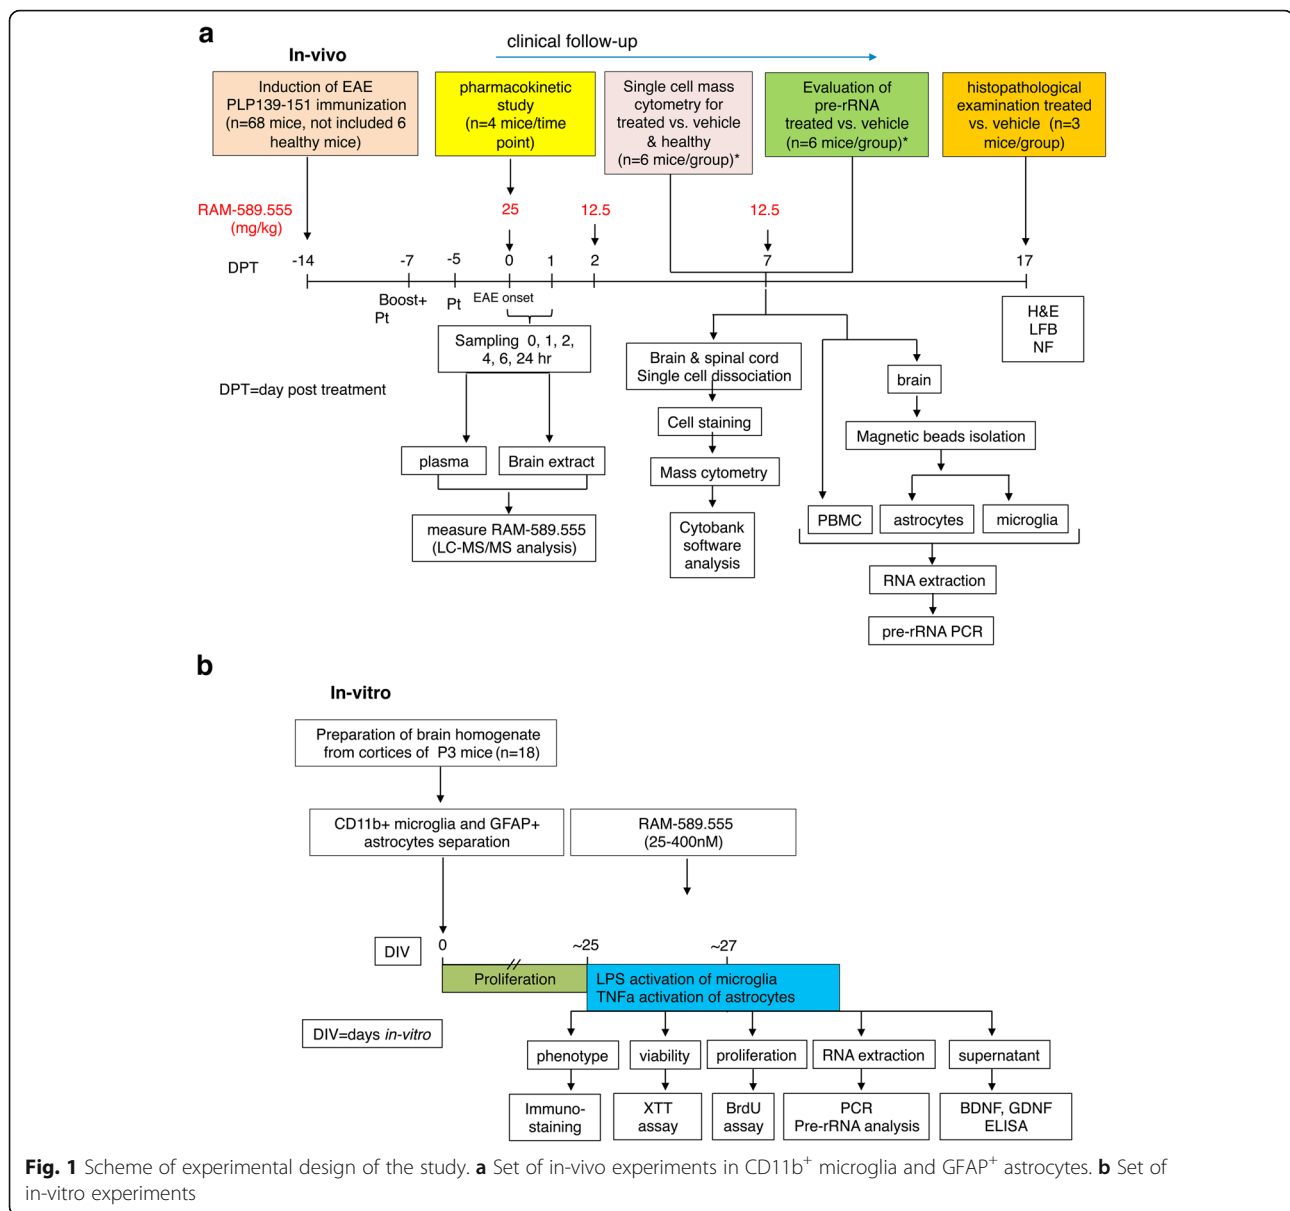 a
In-vivo
clinical follow-up
Induction of EAE
PLP139-151 immunization
(n=68 mice, not included 6
healthy mice)
pharmacokinetic
study
(n=4 mice/time
point)
Single cell mass
cytometry for
treated vs. vehicle
& healthy
(n=6 mice/group)*
Evaluation of
pre-rRNA
treated vs. vehicle
(n=6 mice/group)*
histopathological
examination treated
vs. vehicle (n=3
mice/group)
RAM-589.555
(mg/kg)
25
12.5
12.5
DPT
-14
-7
-5
0
1
2
7
17
Boost+
Pt
Pt
EAE onset
Sampling 0, 1, 2,
4, 6, 24 hr
DPT=day post treatment
plasma
Brain extract
measure RAM-589.555
(LC-MS/MS analysis)
Brain & spinal cord
Single cell dissociation
Cell staining
Mass cytometry
Cytobank
software
analysis
brain
Magnetic beads isolation
PBMC
astrocytes
microglia
RNA extraction
pre-rRNA PCR
H&E
LFB
NF
b
In-vitro
Preparation of brain homogenate
from cortices of P3 mice (n=18)
CD11b+ microglia and GFAP+
astrocytes separation
RAM-589.555
(25-400nM)
DIV
0
~25
~27
Proliferation
LPS activation of microglia
TNFa activation of astrocytes
DIV=days in-vitro
phenotype
viability
proliferation
RNA extraction
supernatant
Immuno-
staining
XTT
assay
BrdU
assay
PCR
Pre-rRNA analysis
BDNF, GDNF
ELISA
Fig. 1 Scheme of experimental design of the study. a Set of in-vivo experiments in CD11b+ microglia and GFAP+ astrocytes. b Set of
in-vitro experiments